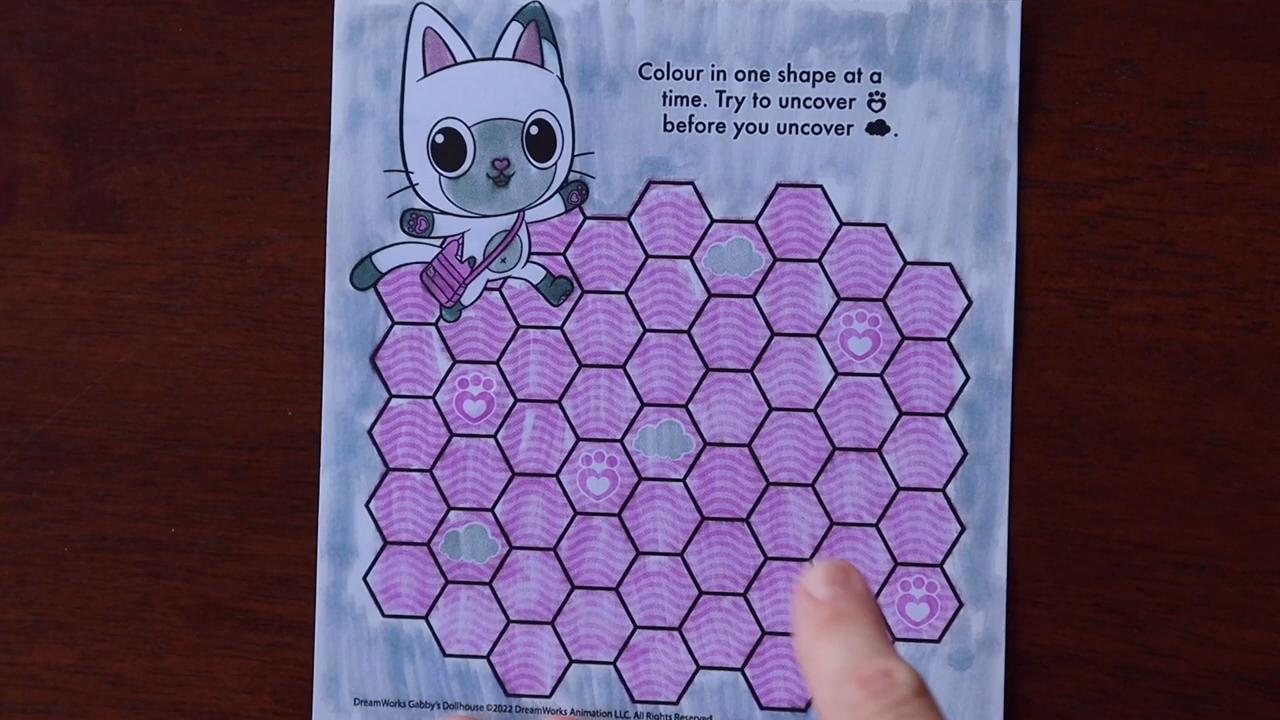 Colour in one shape at a
time. Try to uncover
before you uncover .
DreamWorks Gabby's Dollhouse ©2022 DreamWorks Animation LLC. All Rights Reserved